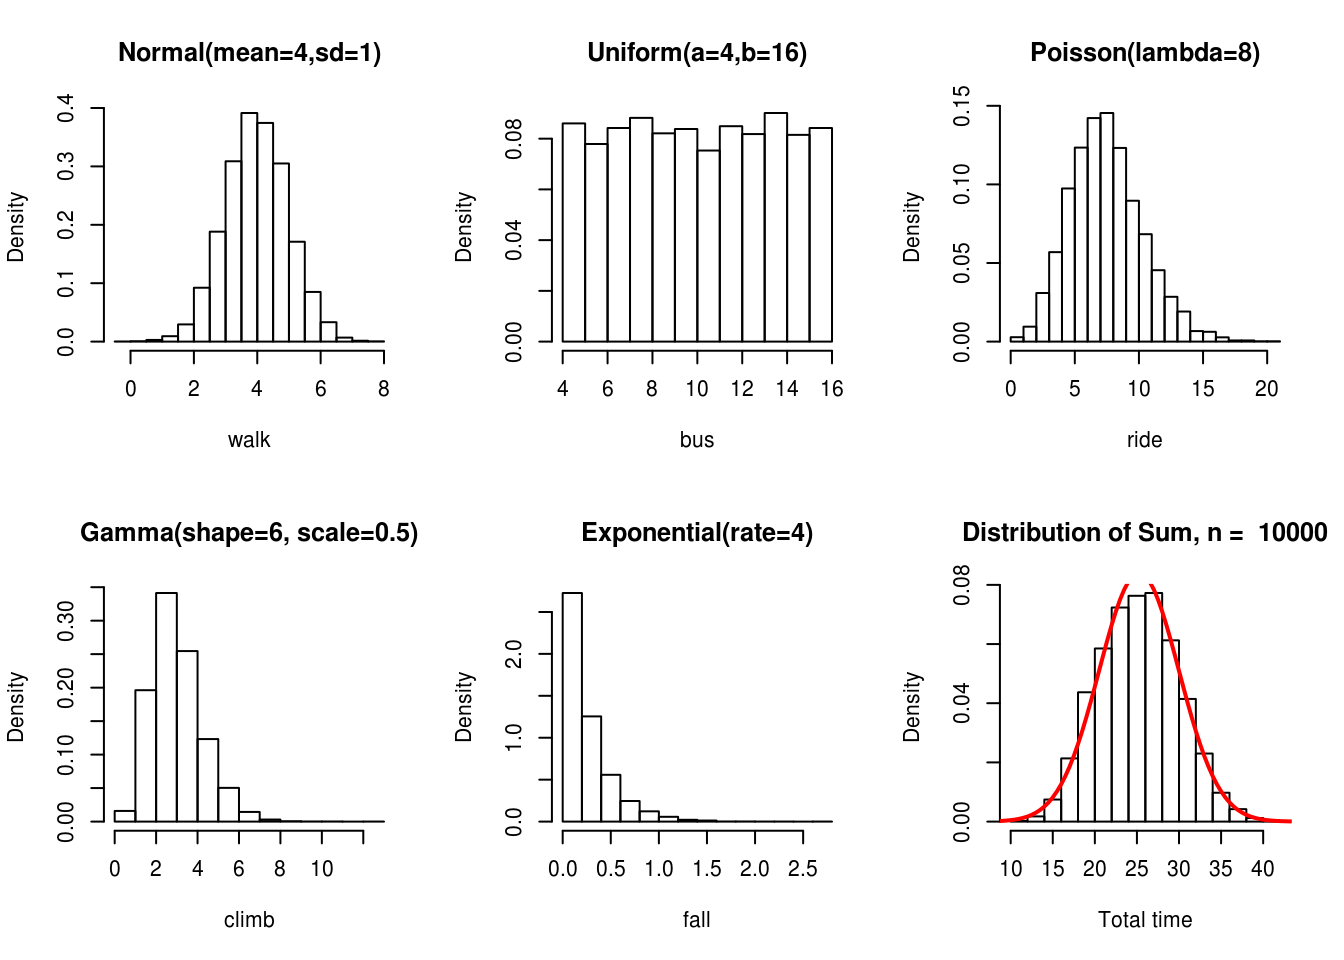 Normal(mean=4,sd=1)
Density
0.0 0.1 0.2 0.3 0.4
0 2 4 6 8
walk
Uniform(a=4,b=16)
Density
0.00 0.04 0.08
4 6 8 10 12 14 16
bus
Poisson(lambda=8)
Density
0.00 0.05 0.10 0.15
0 5 10 15 20
ride
Gamma(shape=6, scale=0.5)
Density
0.00 0.10 0.20 0.30
0 2 4 6 8 10
climb
Exponential(rate=4)
Density
0.0 1.0 2.0
0.0 0.5 1.0 1.5 2.0 2.5
fall
Distribution of Sum, n =  10000
Density
0.00 0.04 0.08
10 15 20 25 30 35 40
Total time